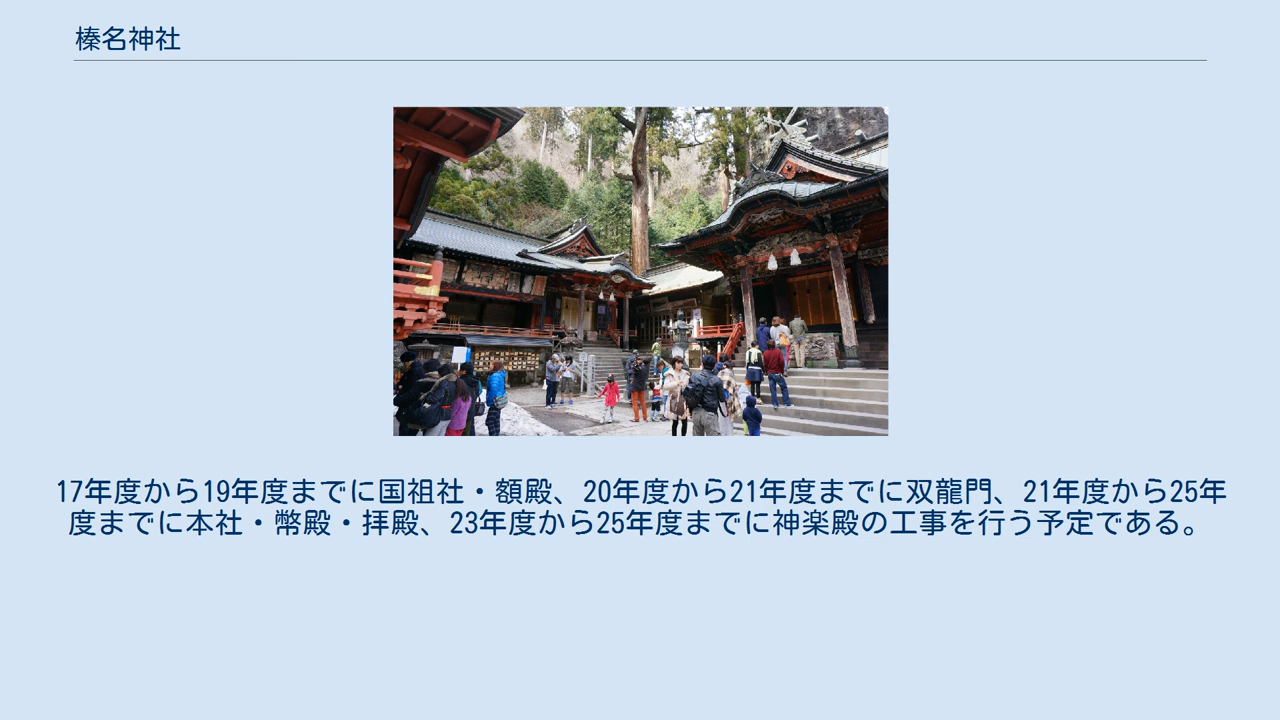 榛名神社
17年度から19年度までに国祖社・額殿、20年度から21年度までに双龍門、21年度から25年
度までに本社・幣殿・拝殿、23年度から25年度までに神楽殿の工事を行う予定である。